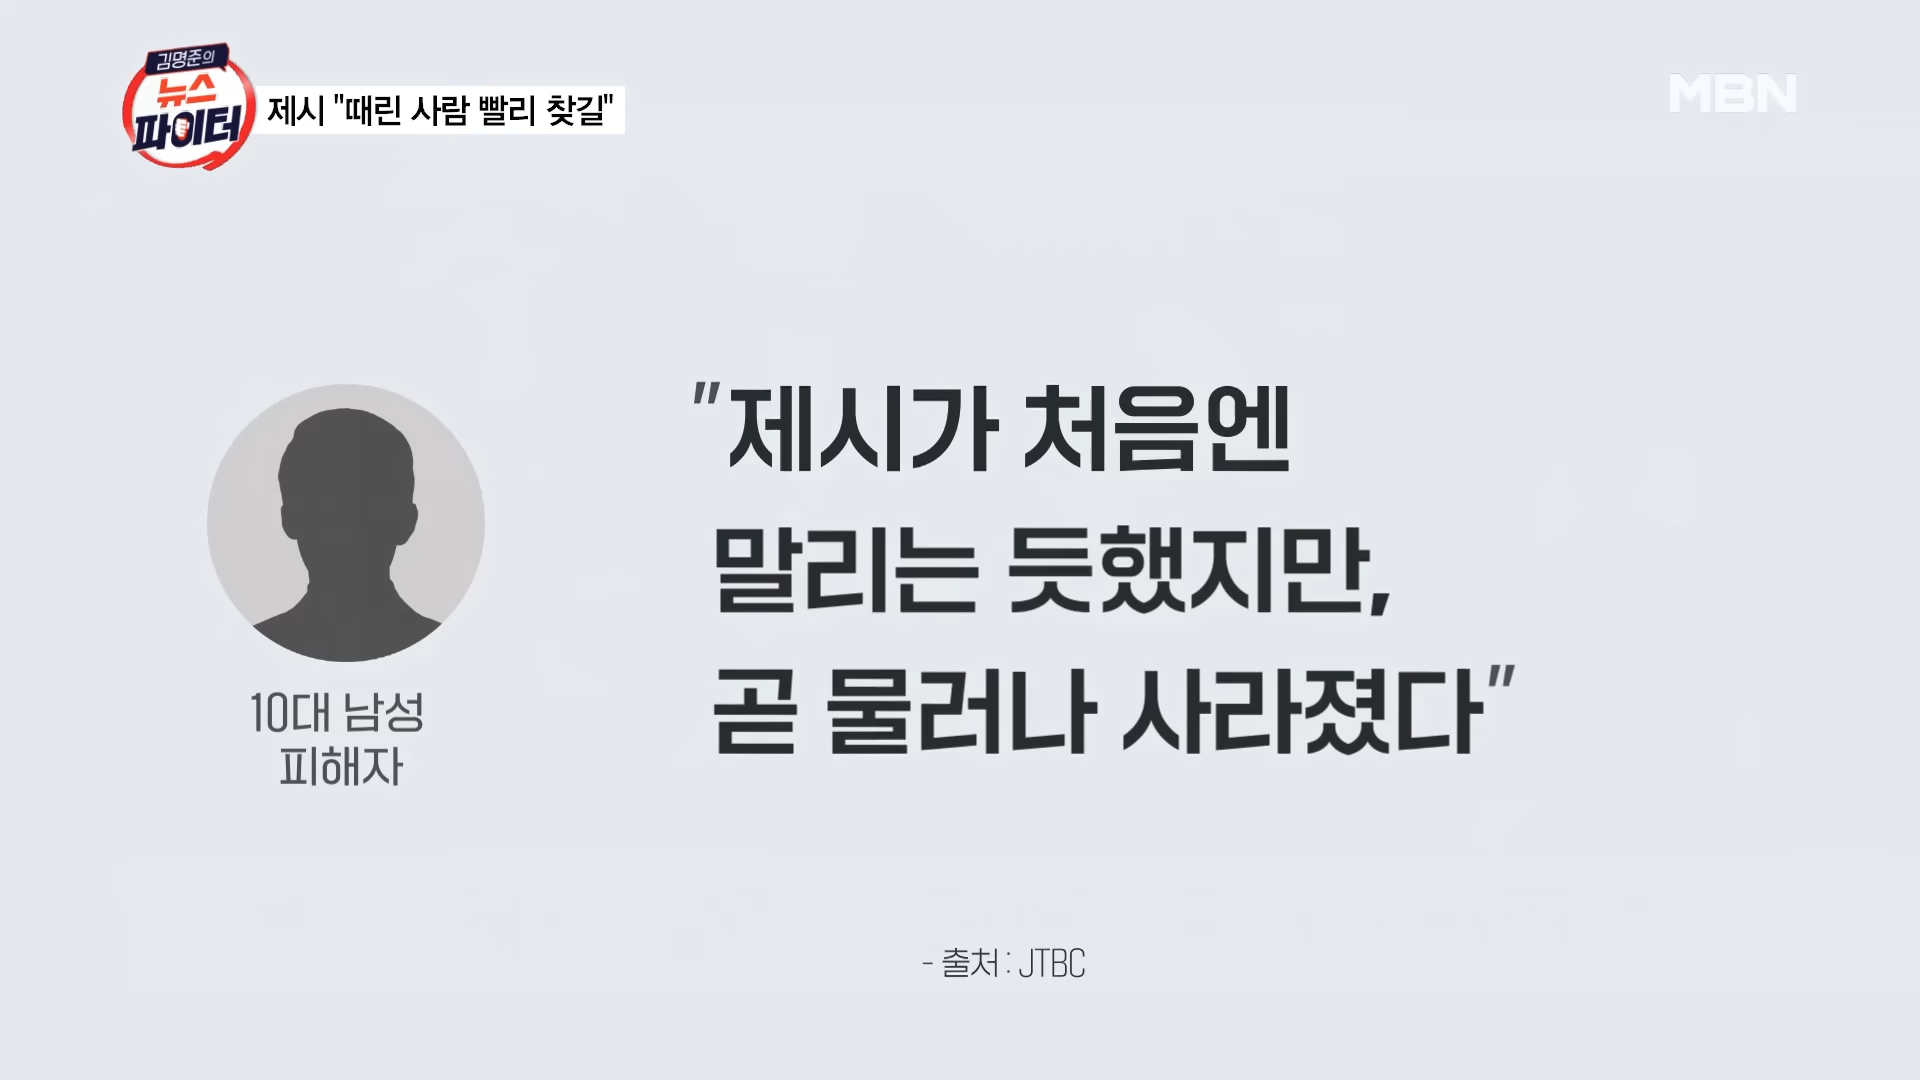 김명준의
뉴스
파이터
제시 "때린 사람 빨리 찾길"
MBN
"제시가 처음엔
말리는 듯했지만,
곧 물러나 사라졌다"
10대 남성
피해자
- 출처 : JTBC